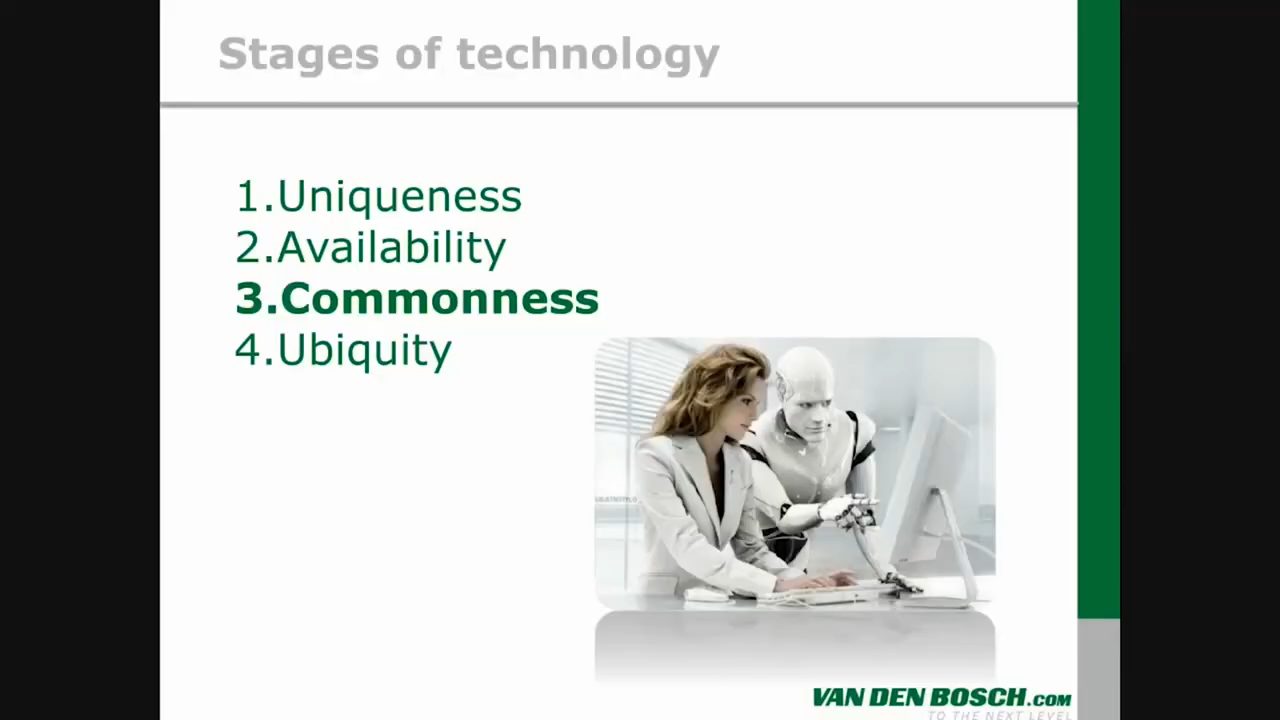 Stages of technology
1.Uniqueness
2.Availability
3.Commonness
4.Ubiquity
VAN DEN BOSCH.COM
TO THE NEXT LEVEL